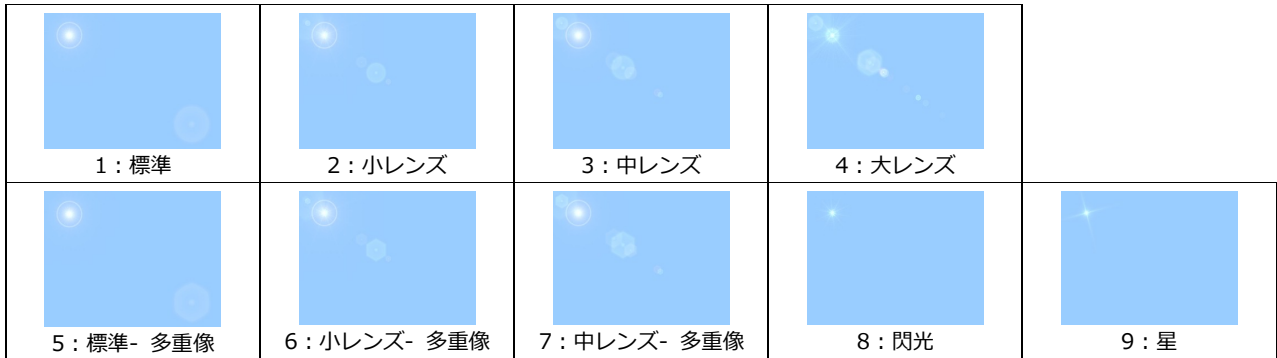 1：標準
2：小レンズ
3：中レンズ
4：大レンズ
5：標準- 多重像
6：小レンズ- 多重像
7：中レンズ- 多重像
8：閃光
9：星